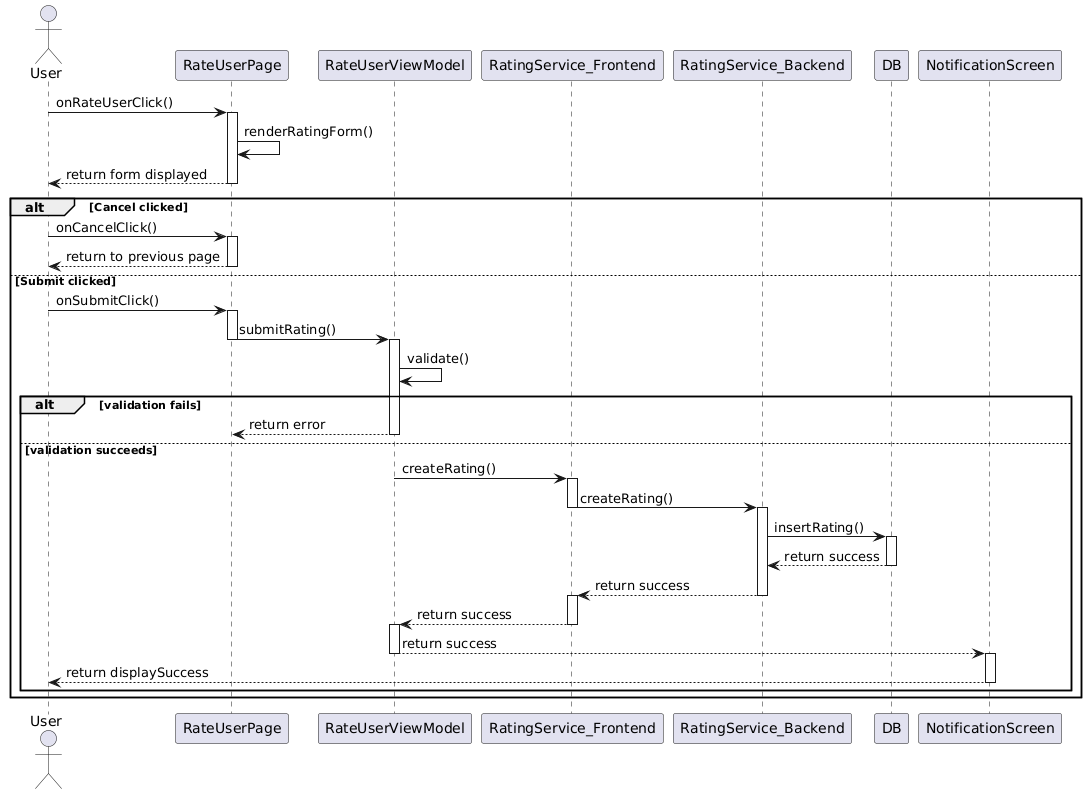 User
RateUserPage
RateUserViewModel
RatingService_Frontend
RatingService_Backend
DB
NotificationScreen
onRateUserClick()
renderRatingForm()
return form displayed
alt [Cancel clicked]
onCancelClick()
return to previous page
[Submit clicked]
onSubmitClick()
submitRating()
validate()
alt [validation fails]
return error
[validation succeeds]
createRating()
createRating()
insertRating()
return success
return success
return success
return success
return displaySuccess
User
RateUserPage
RateUserViewModel
RatingService_Frontend
RatingService_Backend
DB
NotificationScreen